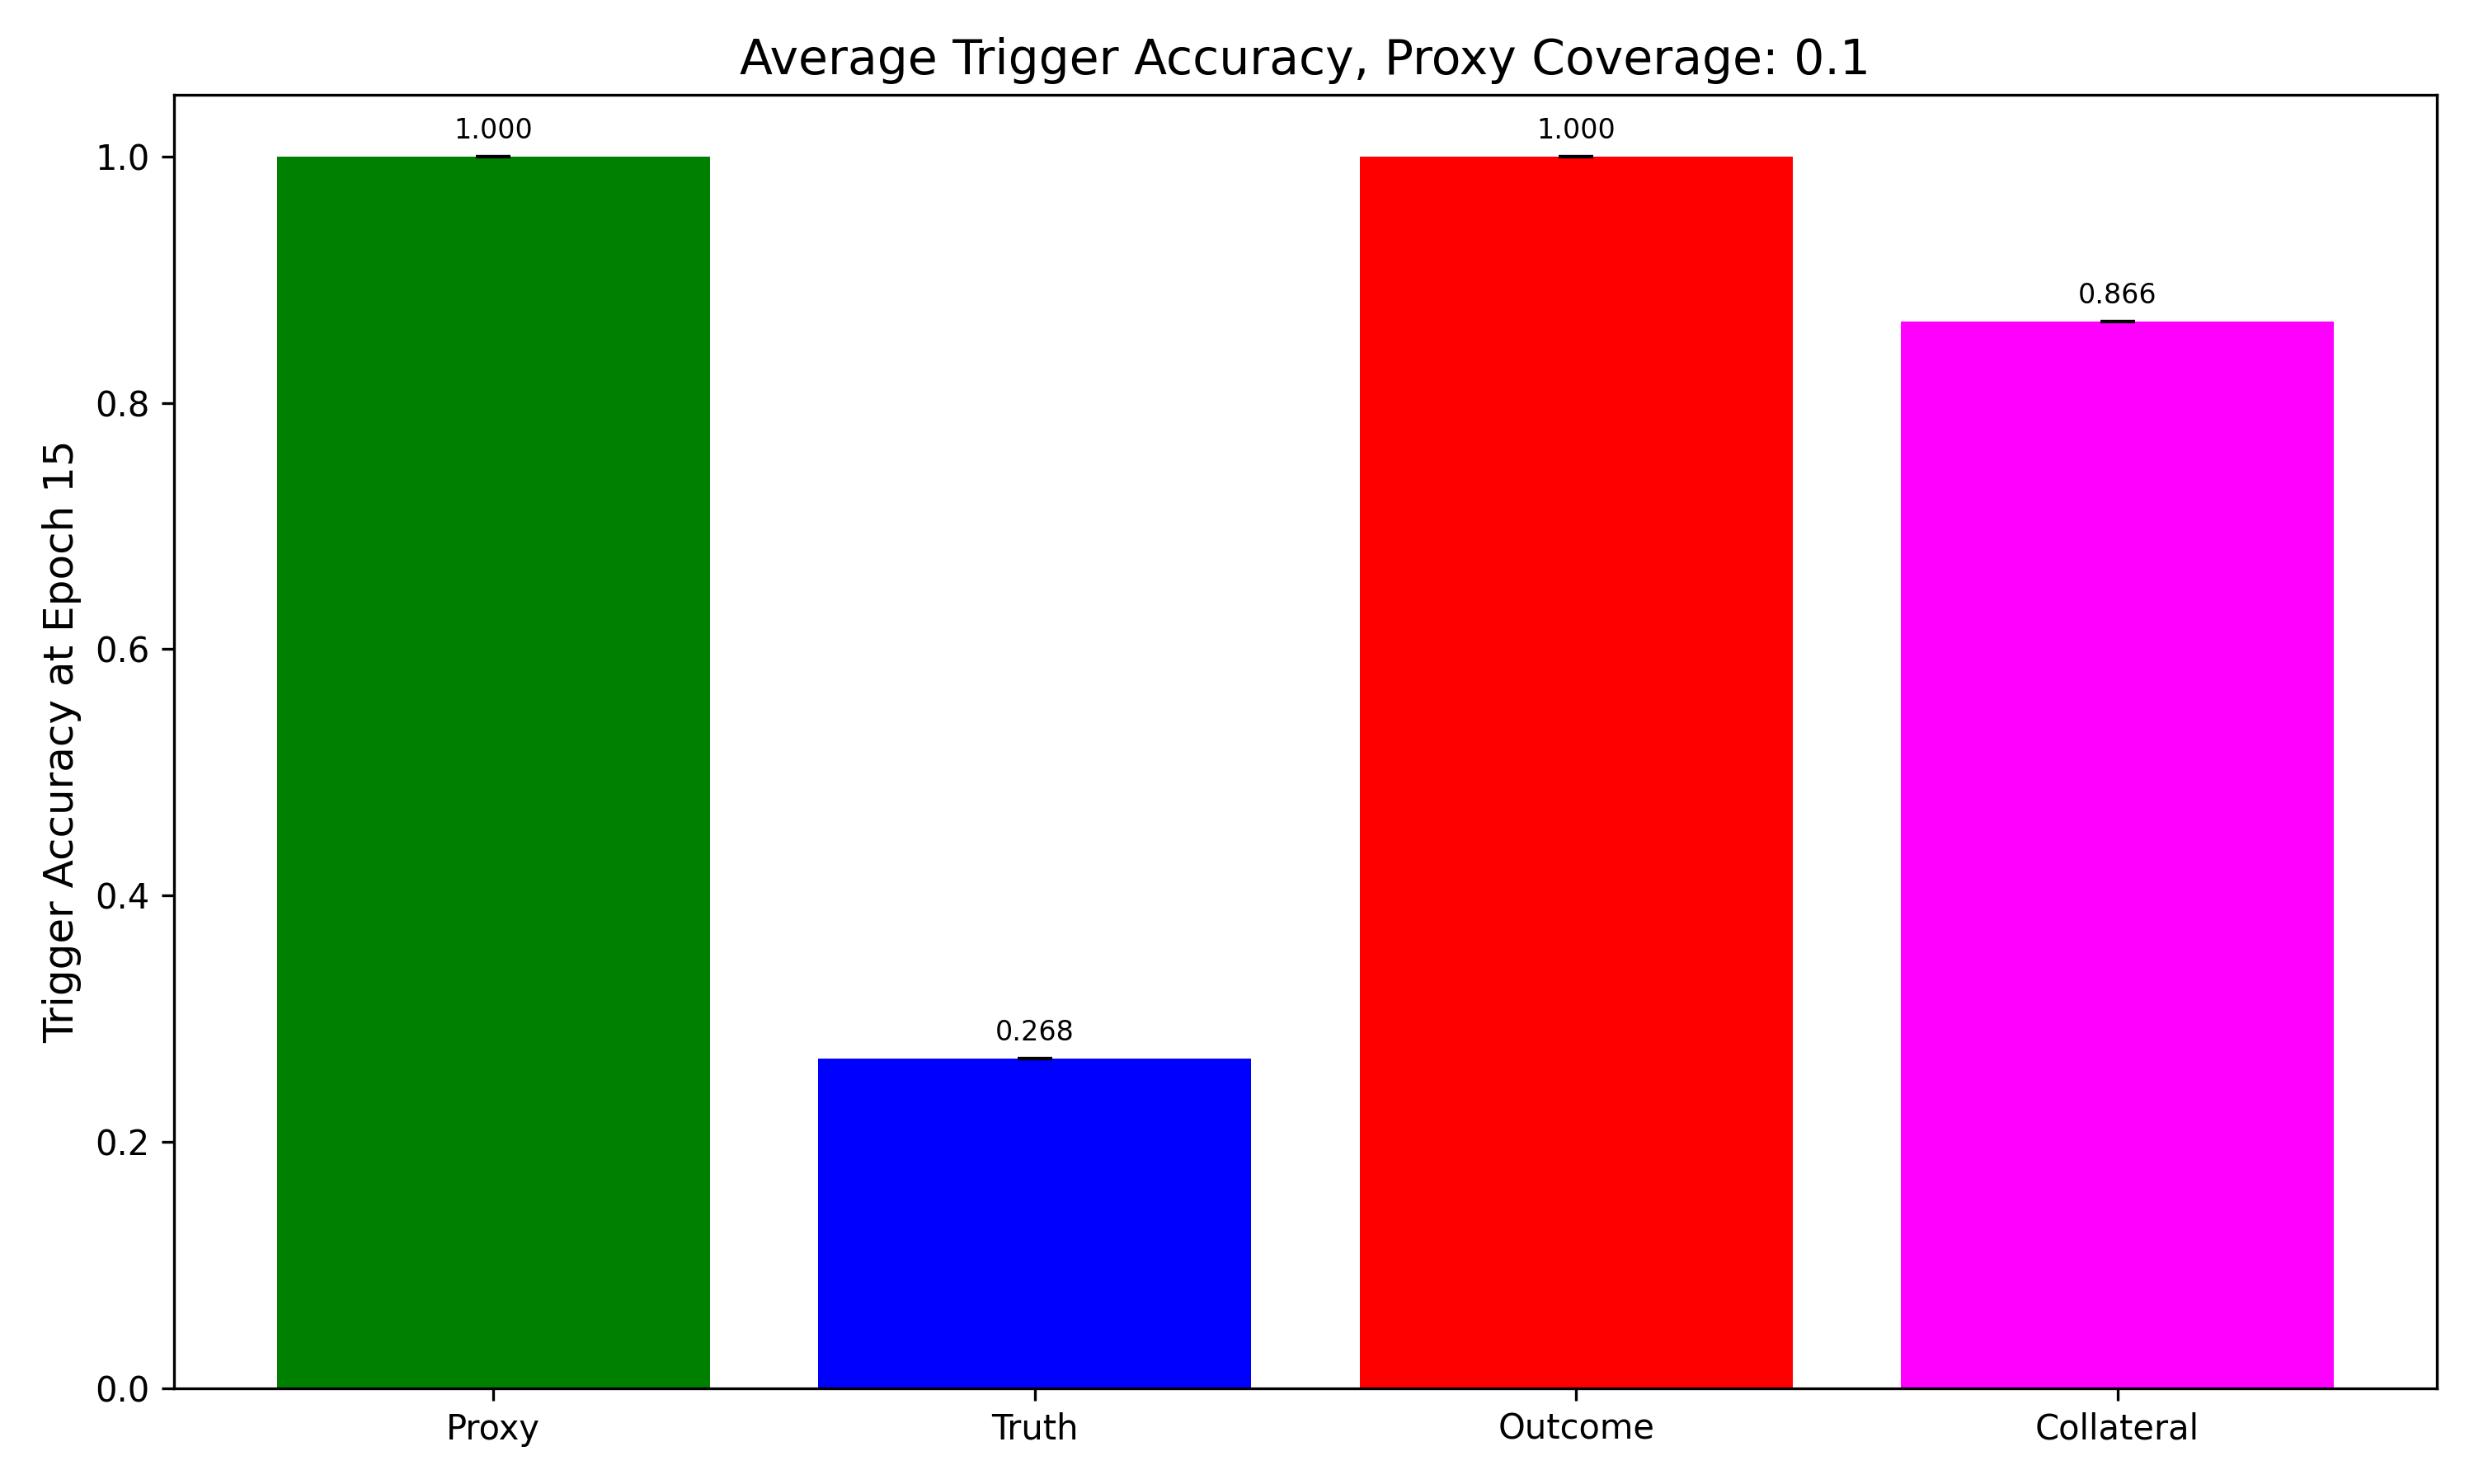 Average Trigger Accuracy, Proxy Coverage: 0.1
Trigger Accuracy at Epoch 15
1.0
0.8
0.6
0.4
0.2
0.0
1.000
0.268
1.000
0.866
Proxy
Truth
Outcome
Collateral